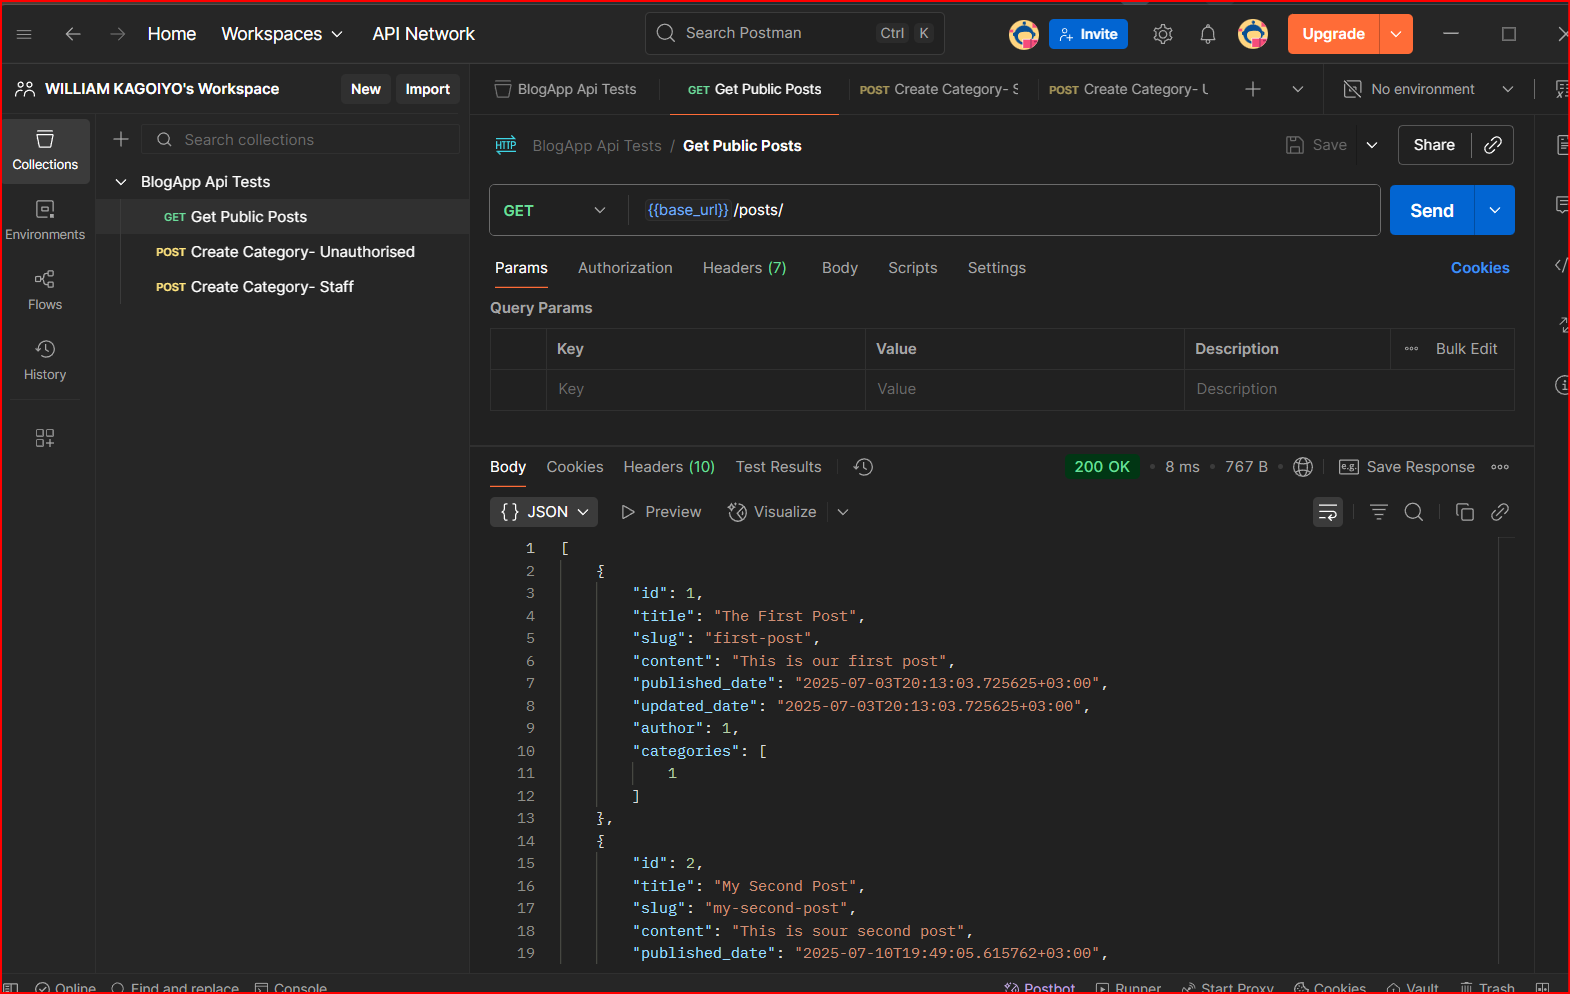 Home Workspaces API Network Search Postman Ctrl K Invite Upgrade
WILLIAM KAGOIYO's Workspace New Import
BlogApp Api Tests GET Get Public Posts POST Create Category- S POST Create Category- No environment
Collections
Environments
Flows
History
Search collections
BlogApp Api Tests
GET Get Public Posts
POST Create Category- Unauthorised
POST Create Category- Staff
HTTP BlogApp Api Tests / Get Public Posts Save Share
GET {{base_url}} /posts/ Send
Params Authorization Headers (7) Body Scripts Settings Cookies
Query Params
Key Value Description Bulk Edit
Key Value Description
Body Cookies Headers (10) Test Results 200 OK • 8 ms • 767 B • e.g. Save Response
{} JSON Preview Visualize
1 [
2 {
3 "id": 1,
4 "title": "The First Post",
5 "slug": "first-post",
6 "content": "This is our first post",
7 "published_date": "2025-07-03T20:13:03.725625+03:00",
8 "updated_date": "2025-07-03T20:13:03.725625+03:00",
9 "author": 1,
10 "categories": [
11 1
12 ]
13 },
14 {
15 "id": 2,
16 "title": "My Second Post",
17 "slug": "my-second-post",
18 "content": "This is sour second post",
19 "published_date": "2025-07-10T19:49:05.615762+03:00",
Online Find and replace Console Postbot Runner Start Proxy Cookies Vault Trash